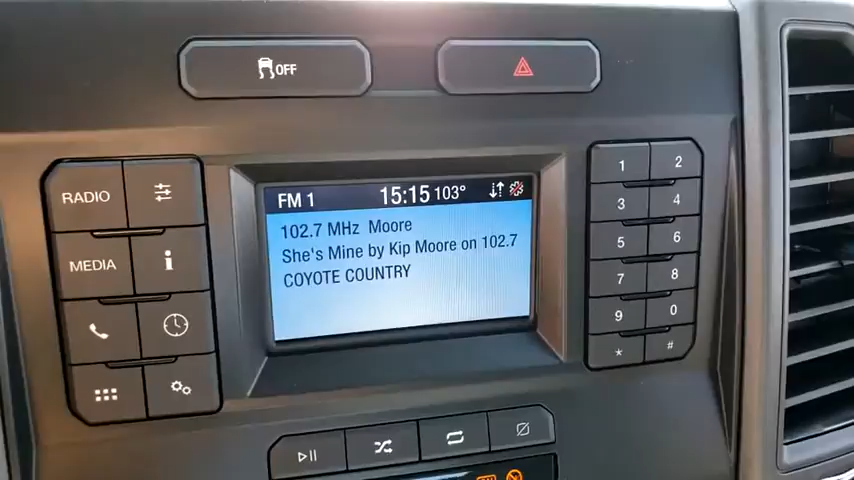 OFF
RADIO
MEDIA
FM 1 15:15 103°
102.7 MHz Moore
She's Mine by Kip Moore on 102.7
COYOTE COUNTRY
1 2
3 4
5 6
7 8
9 0
* #